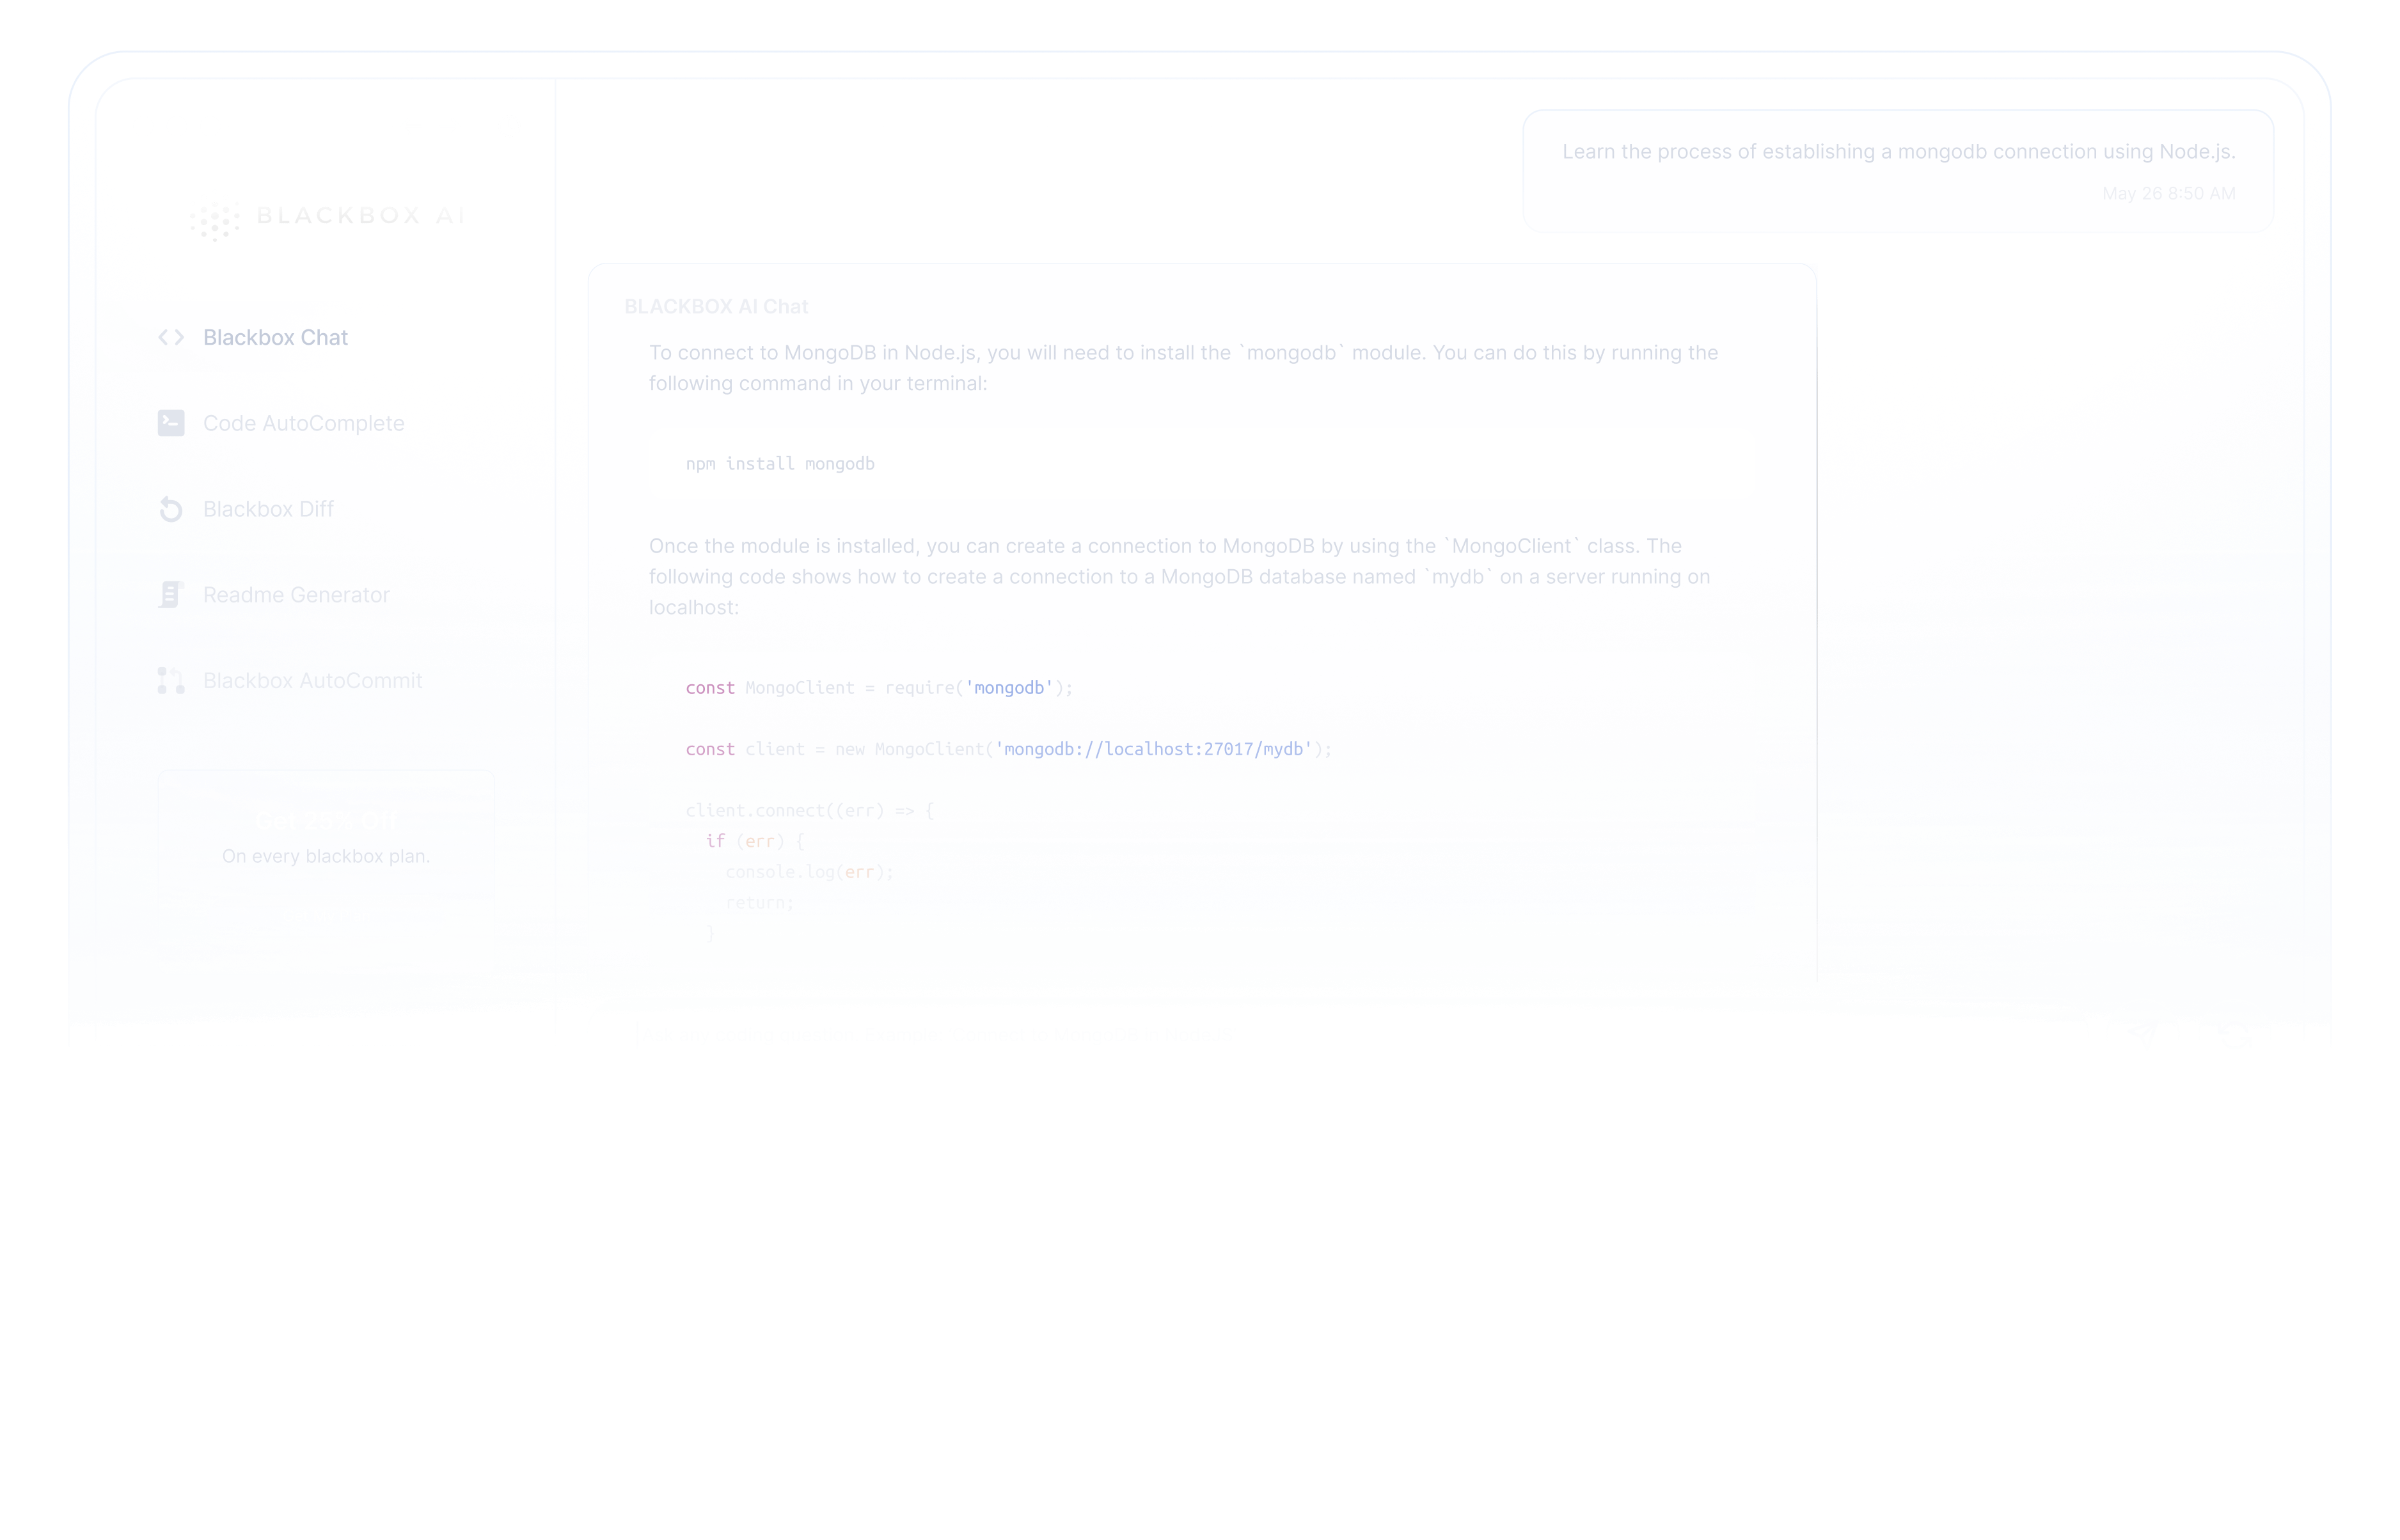 Learn the process of establishing a mongodb connection using Node.js.
May 26 8:50 AM
BLACKBOX AI
Blackbox Chat
Code AutoComplete
Blackbox Diff
Readme Generator
Blackbox AutoCommit
On every blackbox plan.
BLACKBOX AI Chat
To connect to MongoDB in Node.js, you will need to install the `mongodb` module. You can do this by running the
following command in your terminal:
npm install mongodb
Once the module is installed, you can create a connection to MongoDB by using the `MongoClient` class. The
following code shows how to create a connection to a MongoDB database named `mydb` on a server running on
localhost:
const MongoClient = require('mongodb');
const client = new MongoClient('mongodb://localhost:27017/mydb');
client.connect((err) => {
if (err) {
console.log(err);
return;
}